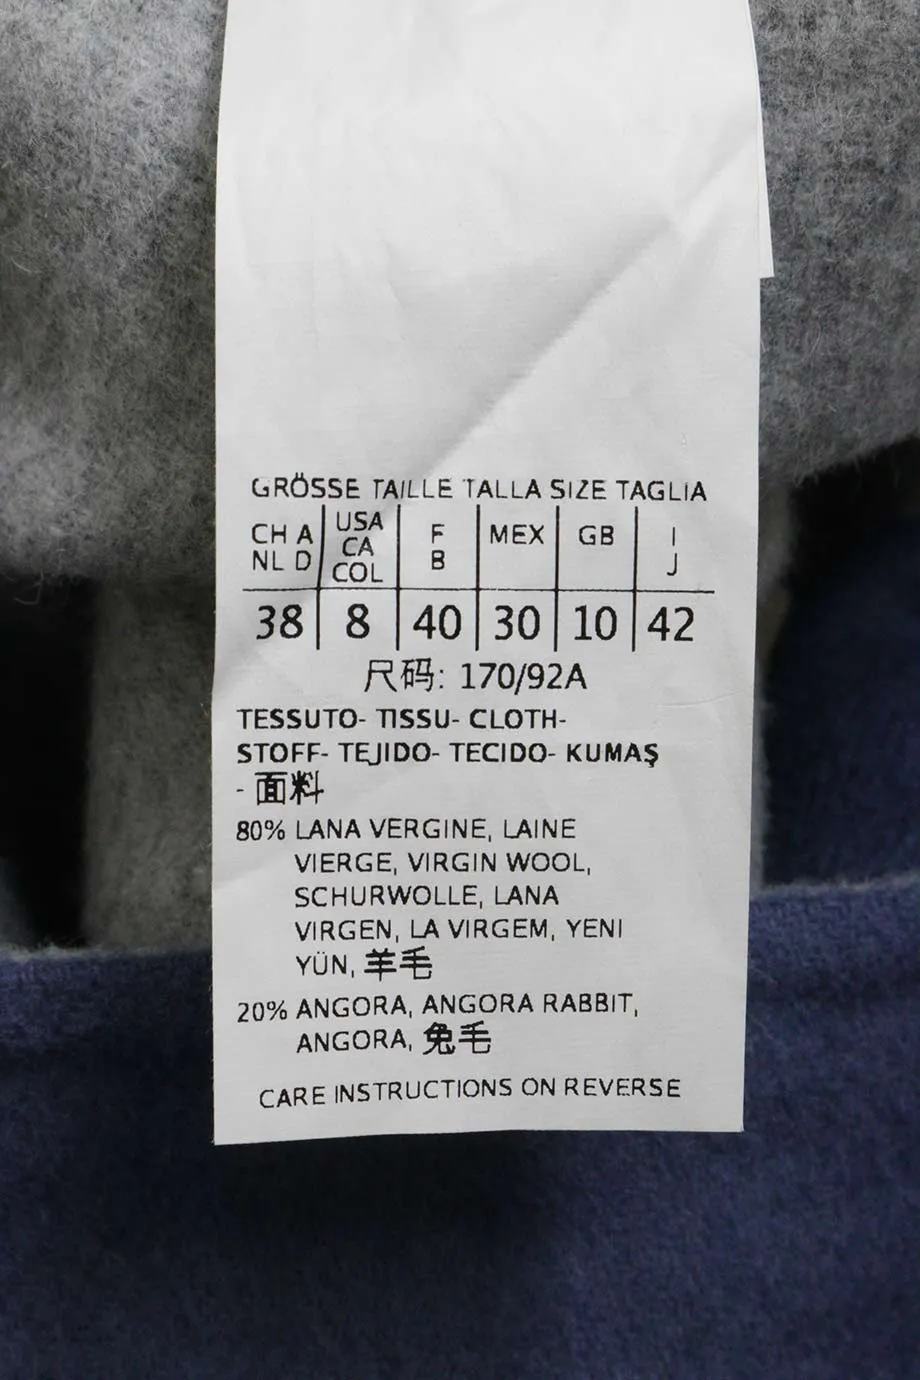 GRÖSSE TAILLE TALLA SIZE TAGLIA
CH A NL D | USA CA COL | F B | MEX | GB | I J
38 | 8 | 40 | 30 | 10 | 42
尺码: 170/92A
TESSUTO- TISSU- CLOTH-
STOFF- TEJIDO- TECIDO- KUMAŞ
- 面料
80% LANA VERGINE, LAINE
VIERGE, VIRGIN WOOL,
SCHURWOLLE, LANA
VIRGEN, LA VIRGEM, YENI
YÜN, 羊毛
20% ANGORA, ANGORA RABBIT,
ANGORA, 兔毛
CARE INSTRUCTIONS ON REVERSE